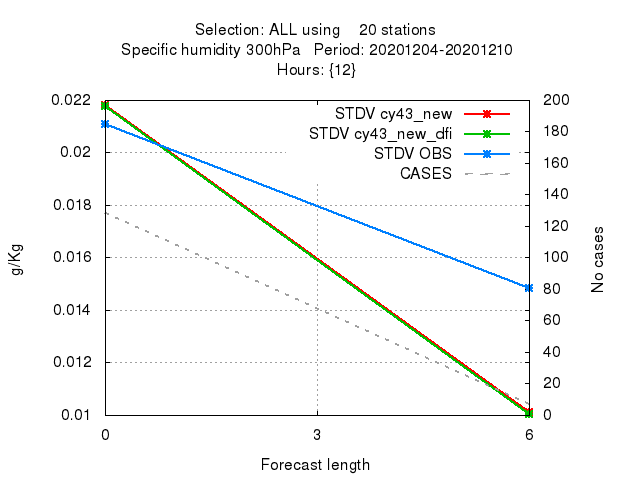 Selection: ALL using 20 stations
Specific humidity 300hPa Period: 20201204-20201210
Hours: {12}
STDV cy43_new
STDV cy43_new_dfi
STDV OBS
CASES
g/Kg
0.022
0.02
0.018
0.016
0.014
0.012
0.01
200
180
160
140
120
100
80
60
40
20
0
No cases
0 3 6
Forecast length